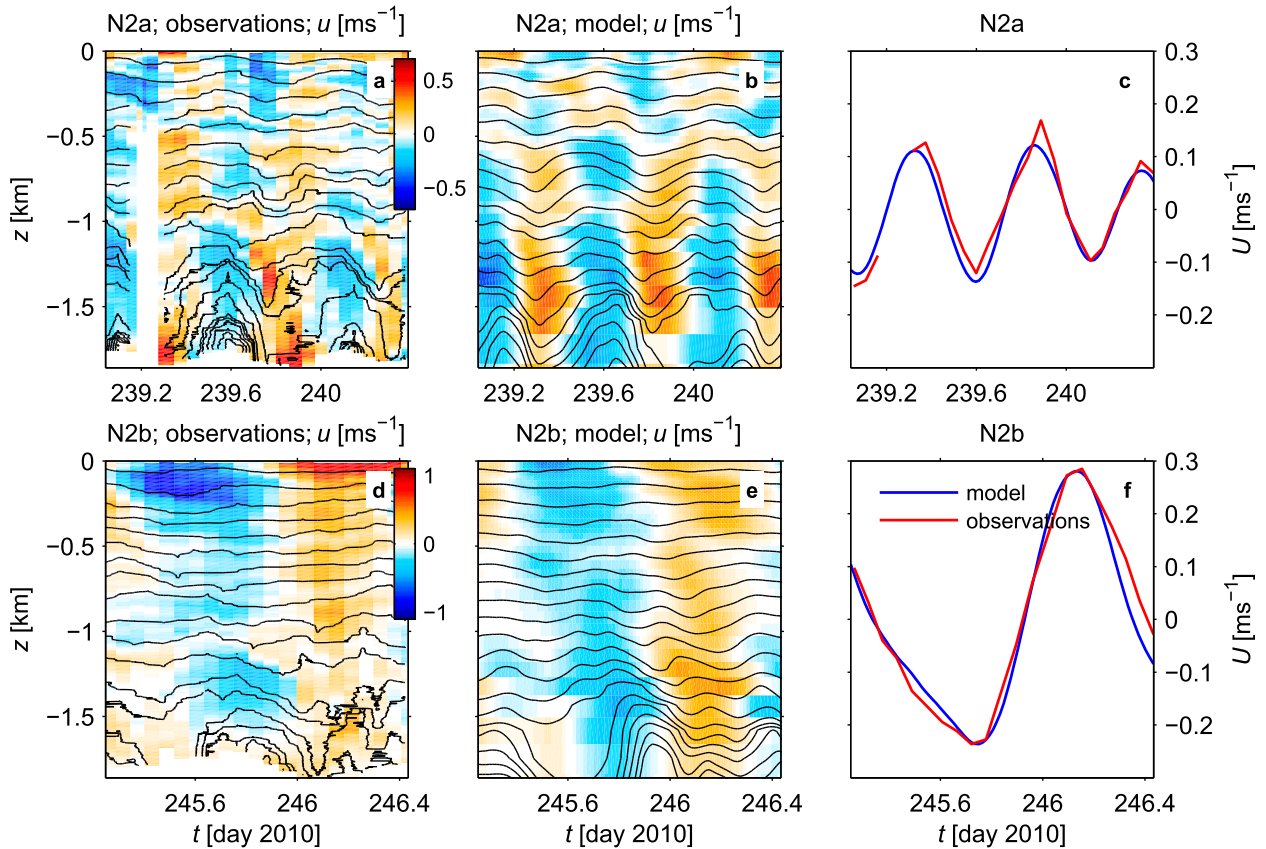 N2a; observations; u [ms−1]
N2a; model; u [ms−1]
N2a
0
−0.5
−1
−1.5
z [km]
a
0.5
0
−0.5
b
c
0.3
0.2
0.1
0
−0.1
−0.2
U [ms−1]
239.2 239.6 240
239.2 239.6 240
239.2 239.6 240
N2b; observations; u [ms−1]
N2b; model; u [ms−1]
N2b
0
−0.5
−1
−1.5
z [km]
d
1
0
−1
e
model
observations
f
0.3
0.2
0.1
0
−0.1
−0.2
U [ms−1]
245.6 246 246.4
245.6 246 246.4
245.6 246 246.4
t [day 2010]
t [day 2010]
t [day 2010]